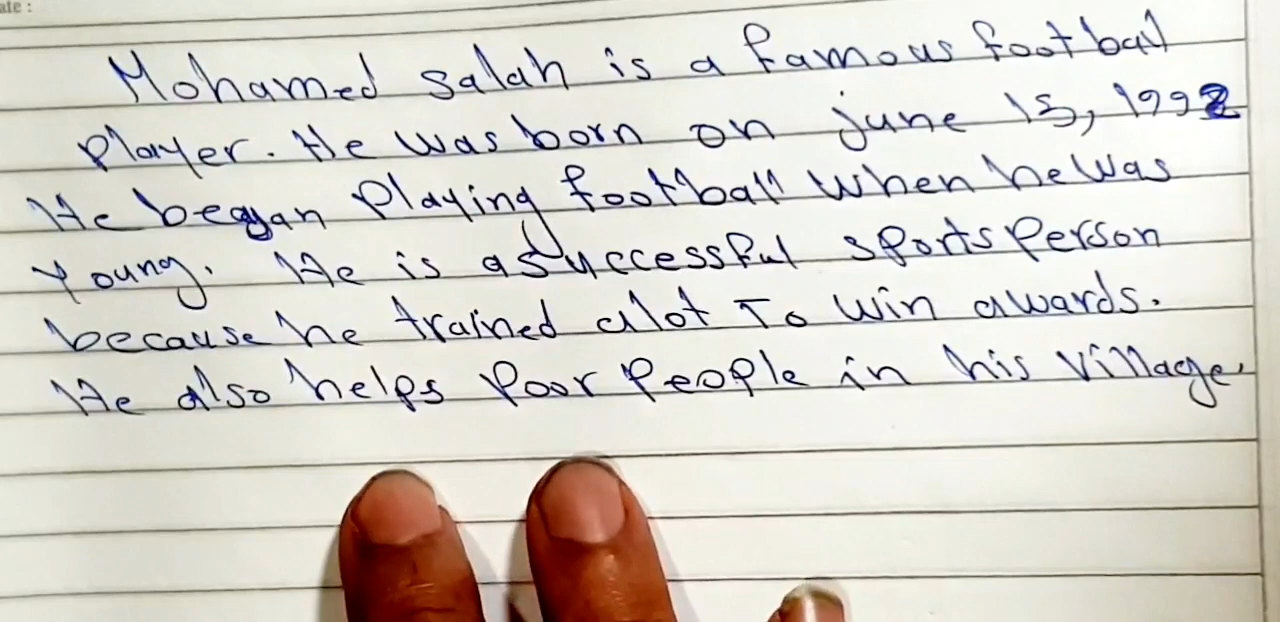 ate :
Mohamed Salah is a famous football
Player. He was born on june 15, 1992
He began Playing football when he was
Young. He is a successful sports Person
because he trained alot To win awards.
He also helps Poor People in his village.